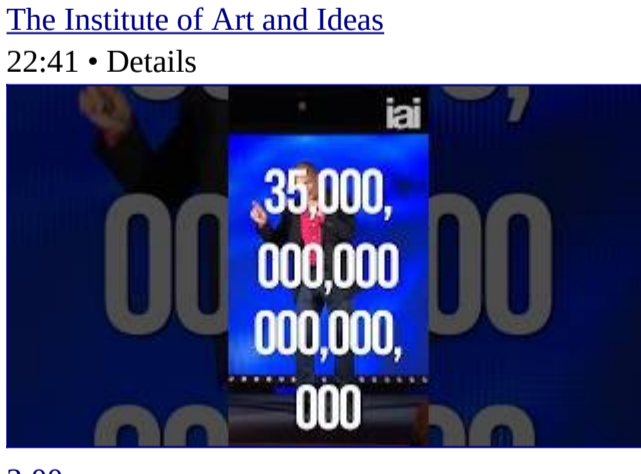 The Institute of Art and Ideas
22:41 • Details
iai
35,000,
000,000
000,000,
000